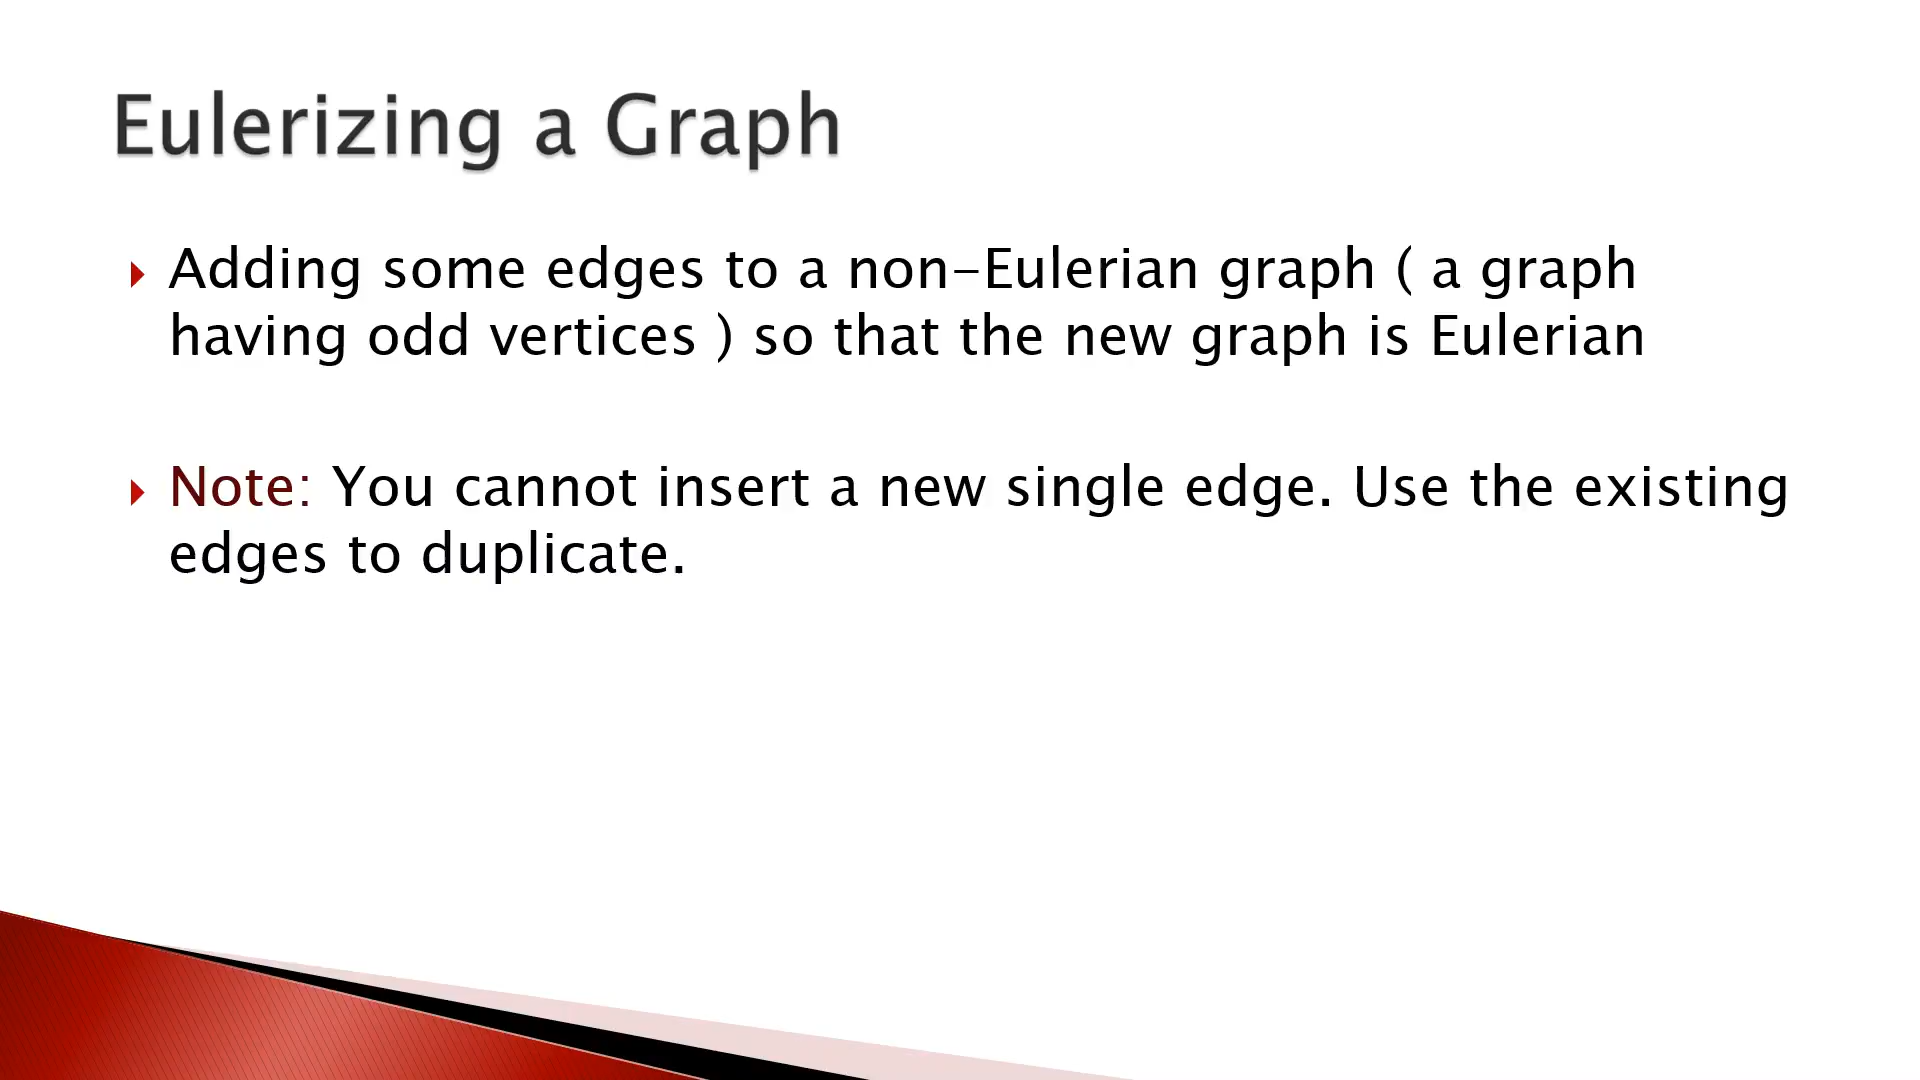 Eulerizing a Graph
Adding some edges to a non-Eulerian graph ( a graph
having odd vertices ) so that the new graph is Eulerian
Note: You cannot insert a new single edge. Use the existing
edges to duplicate.